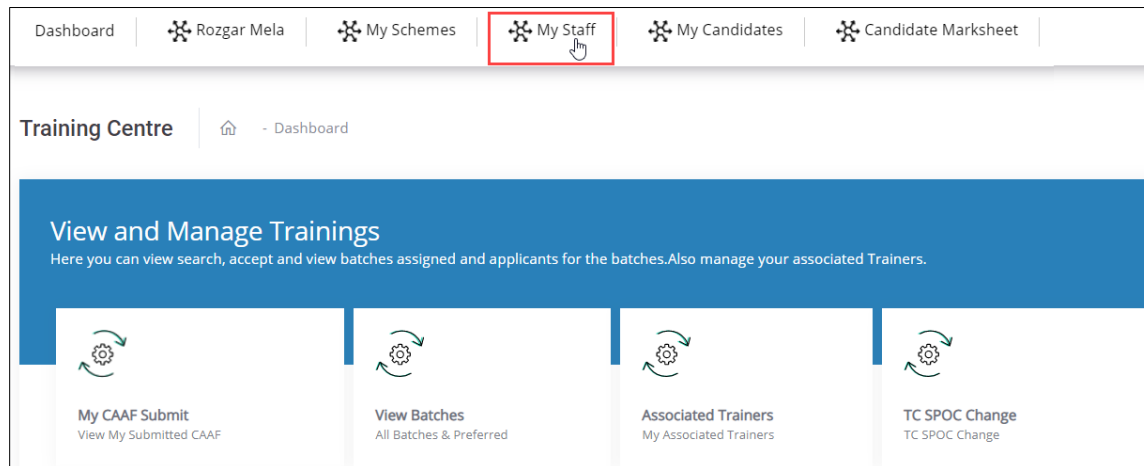 Dashboard Rozgar Mela My Schemes My Staff My Candidates Candidate Marksheet
Training Centre - Dashboard
View and Manage Trainings
Here you can view search, accept and view batches assigned and applicants for the batches.Also manage your associated Trainers.
My CAAF Submit View Batches Associated Trainers TC SPOC Change
View My Submitted CAAF All Batches & Preferred My Associated Trainers TC SPOC Change